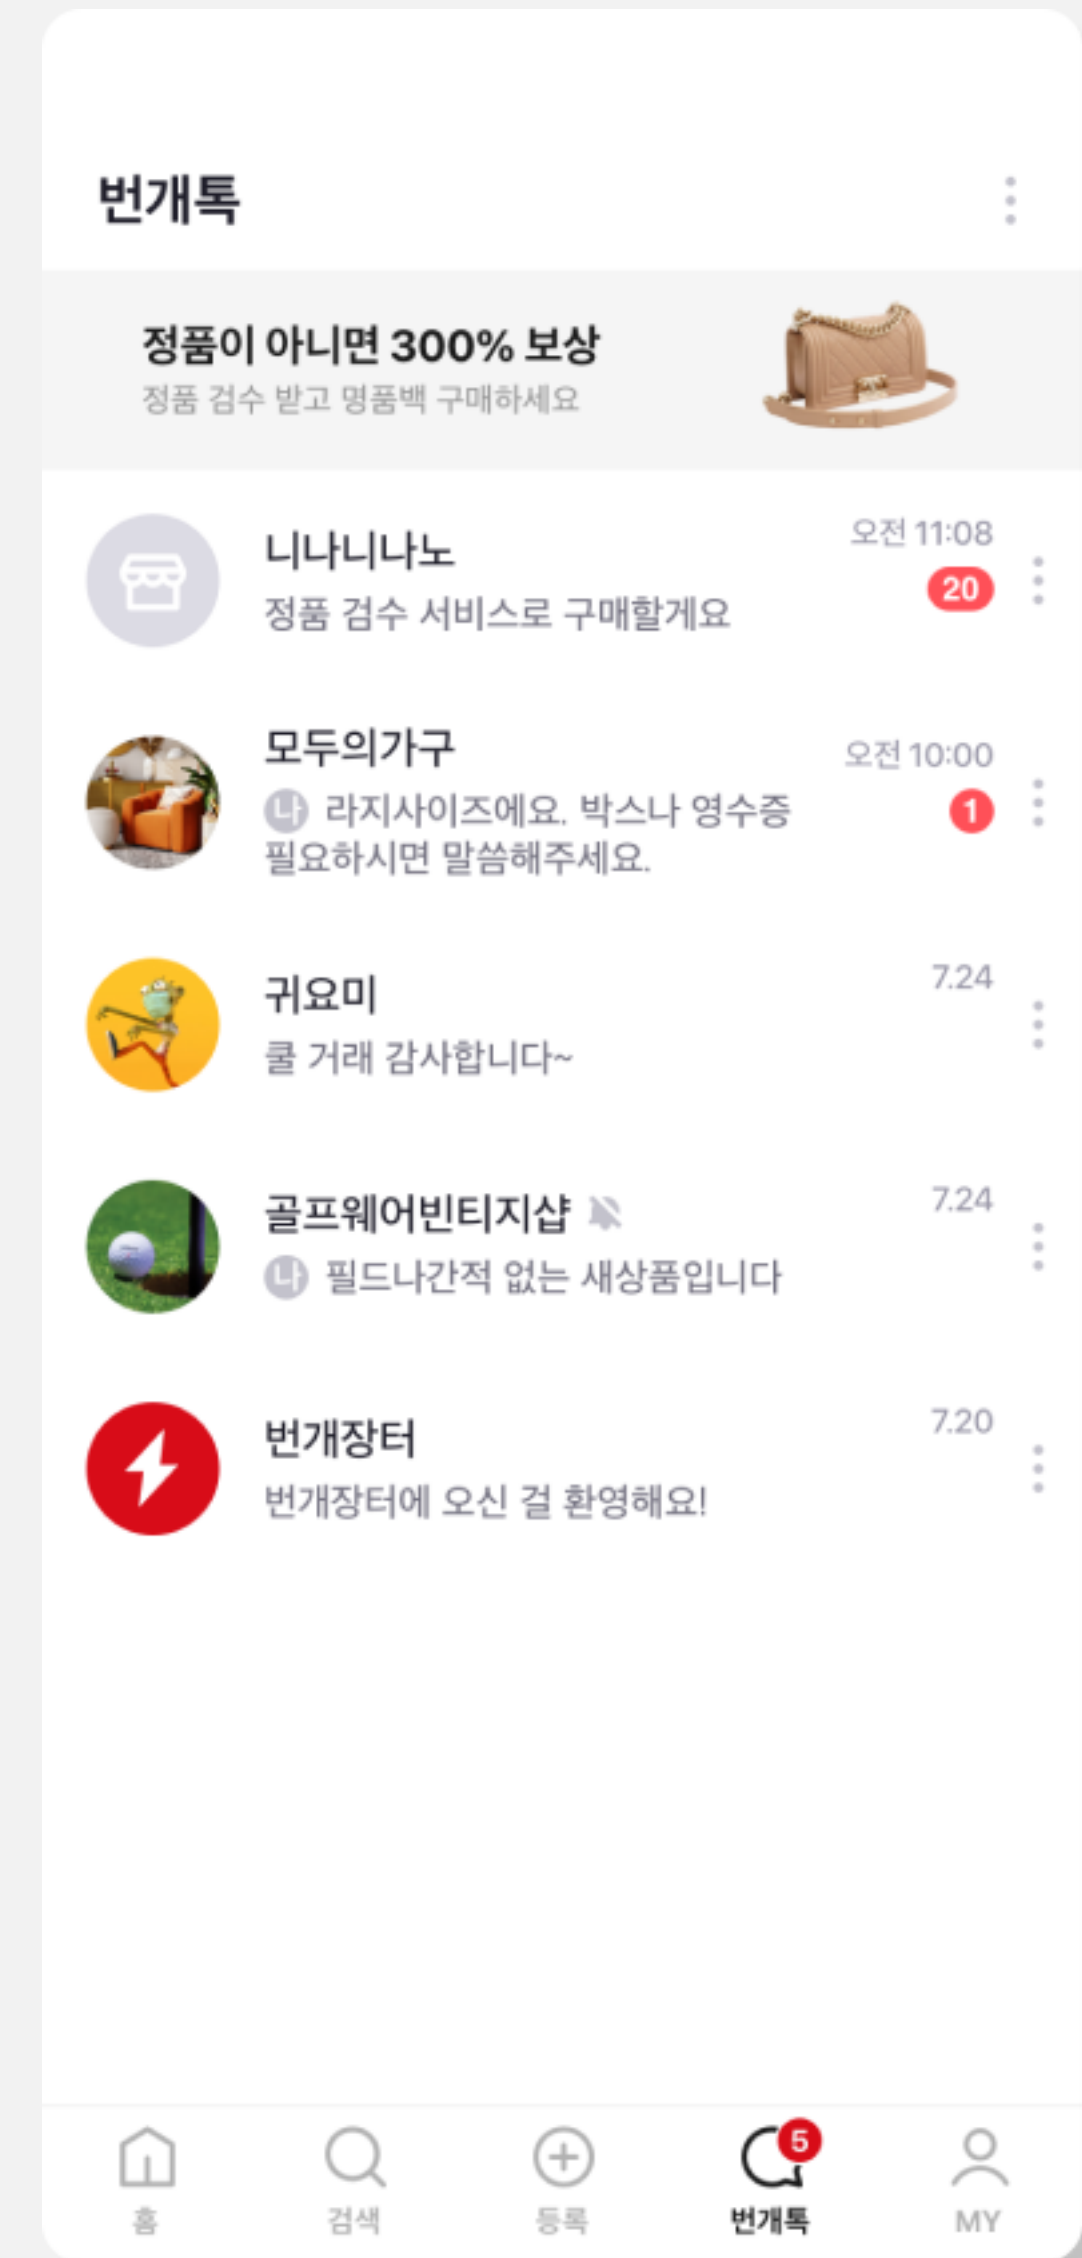 번개톡
정품이 아니면 300% 보상
정품 검수 받고 명품백 구매하세요
니나니나노
오전 11:08
정품 검수 서비스로 구매할게요
20
모두의가구
오전 10:00
나 라지사이즈에요. 박스나 영수증
1
필요하시면 말씀해주세요.
귀요미
7.24
쿨 거래 감사합니다~
골프웨어빈티지샵
7.24
나 필드나간적 없는 새상품입니다
번개장터
7.20
번개장터에 오신 걸 환영해요!
5
홈
검색
등록
번개톡
MY